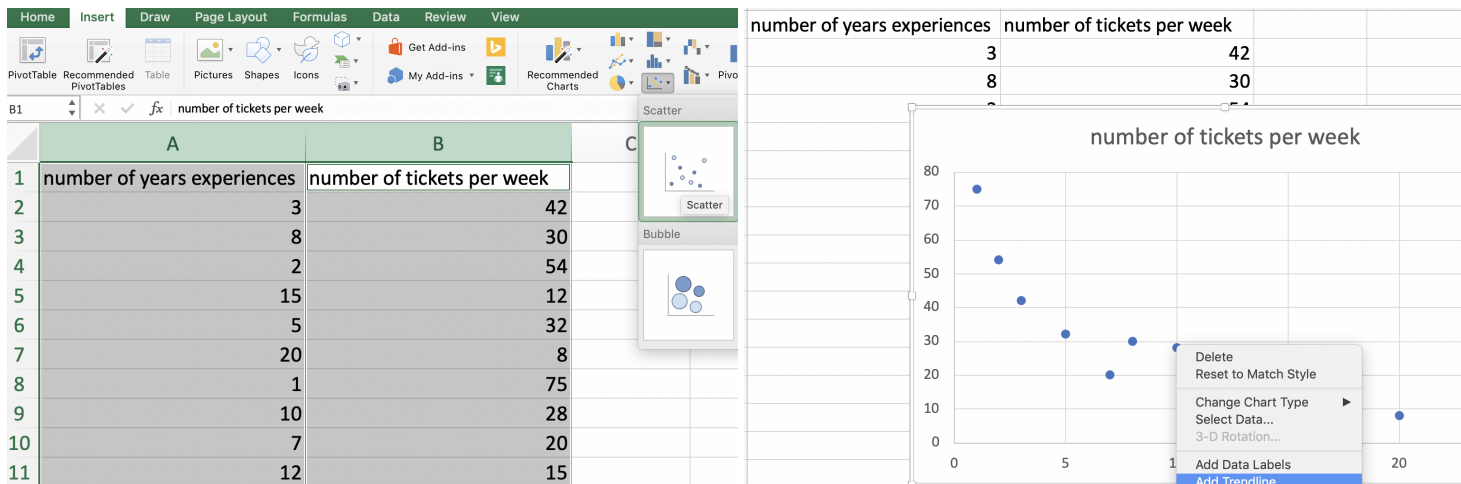 Home Insert Draw Page Layout Formulas Data Review View
PivotTable Recommended PivotTables Table Pictures Shapes Icons Get Add-ins My Add-ins Recommended Charts Pivo
B1 fx number of tickets per week
Scatter
Scatter
Bubble
A B C
1 number of years experiences number of tickets per week
2 3 42
3 8 30
4 2 54
5 15 12
6 5 32
7 20 8
8 1 75
9 10 28
10 7 20
11 12 15
number of years experiences number of tickets per week
3 42
8 30
number of tickets per week
80
70
60
50
40
30
20
10
0
0 5 1 20
Delete
Reset to Match Style
Change Chart Type
Select Data...
3-D Rotation...
Add Data Labels
Add Trendline